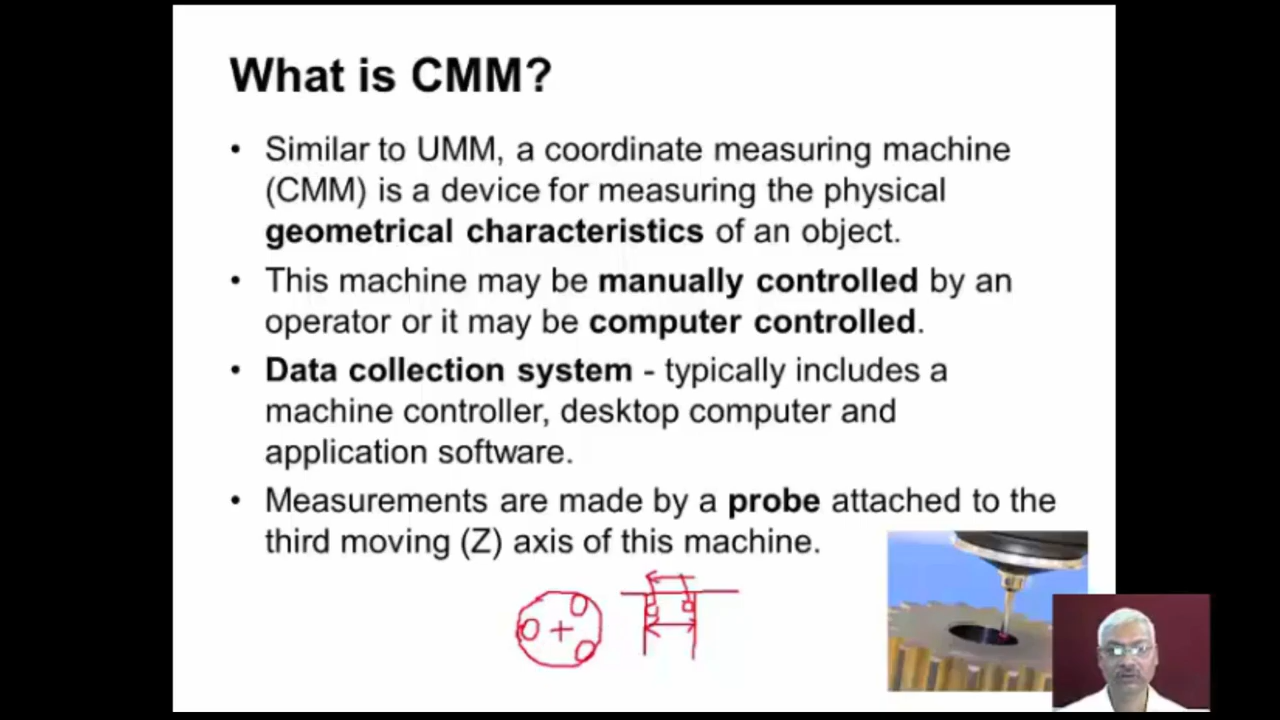 What is CMM?
• Similar to UMM, a coordinate measuring machine
(CMM) is a device for measuring the physical
geometrical characteristics of an object.
• This machine may be manually controlled by an
operator or it may be computer controlled.
• Data collection system - typically includes a
machine controller, desktop computer and
application software.
• Measurements are made by a probe attached to the
third moving (Z) axis of this machine.